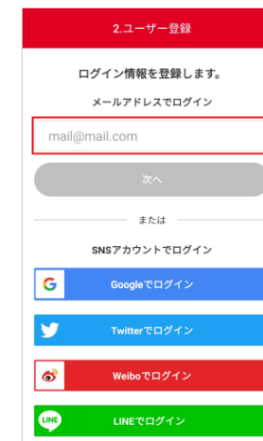 2.ユーザー登録
ログイン情報を登録します。
メールアドレスでログイン
mail@mail.com
次へ
または
SNSアカウントでログイン
Googleでログイン
Twitterでログイン
Weiboでログイン
LINE
LINEでログイン